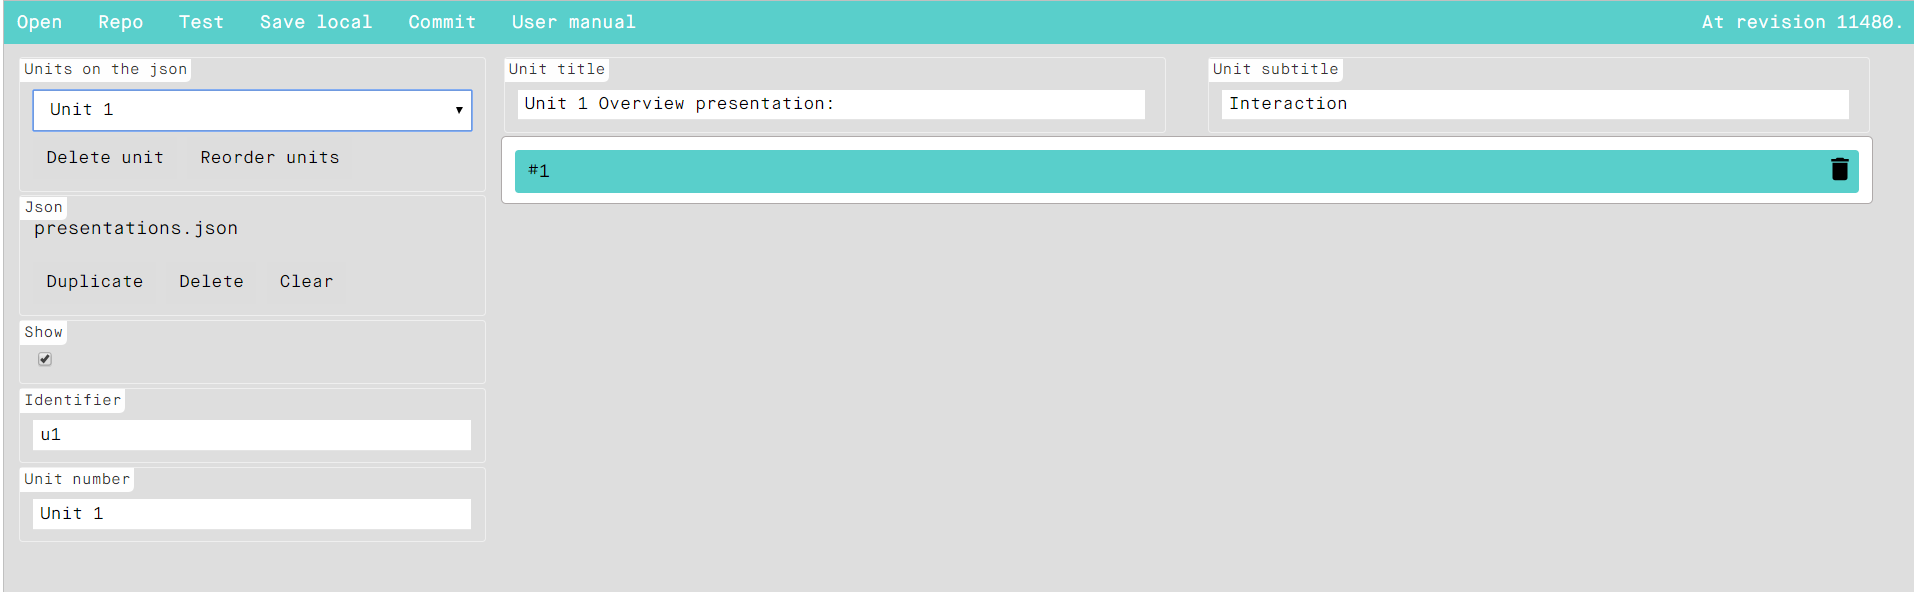 Open Repo Test Save local Commit User manual At revision 11480.
Units on the json
Unit 1
Delete unit Reorder units
Json
presentations.json
Duplicate Delete Clear
Show
Identifier
u1
Unit number
Unit 1
Unit title
Unit 1 Overview presentation:
Unit subtitle
Interaction
#1